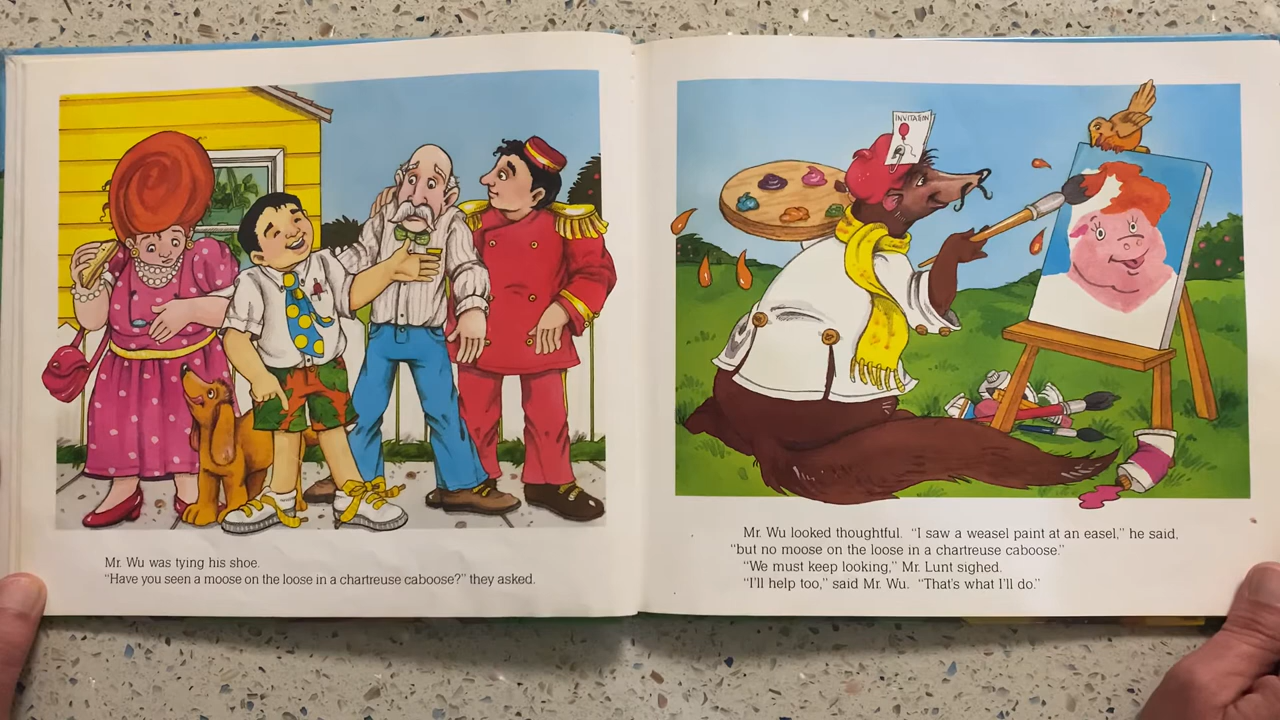 Mr. Wu was tying his shoe.
"Have you seen a moose on the loose in a chartreuse caboose?" they asked.
INVITATION
Mr. Wu looked thoughtful. "I saw a weasel paint at an easel," he said,
"but no moose on the loose in a chartreuse caboose."
"We must keep looking," Mr. Lunt sighed.
"I'll help too," said Mr. Wu. "That's what I'll do."